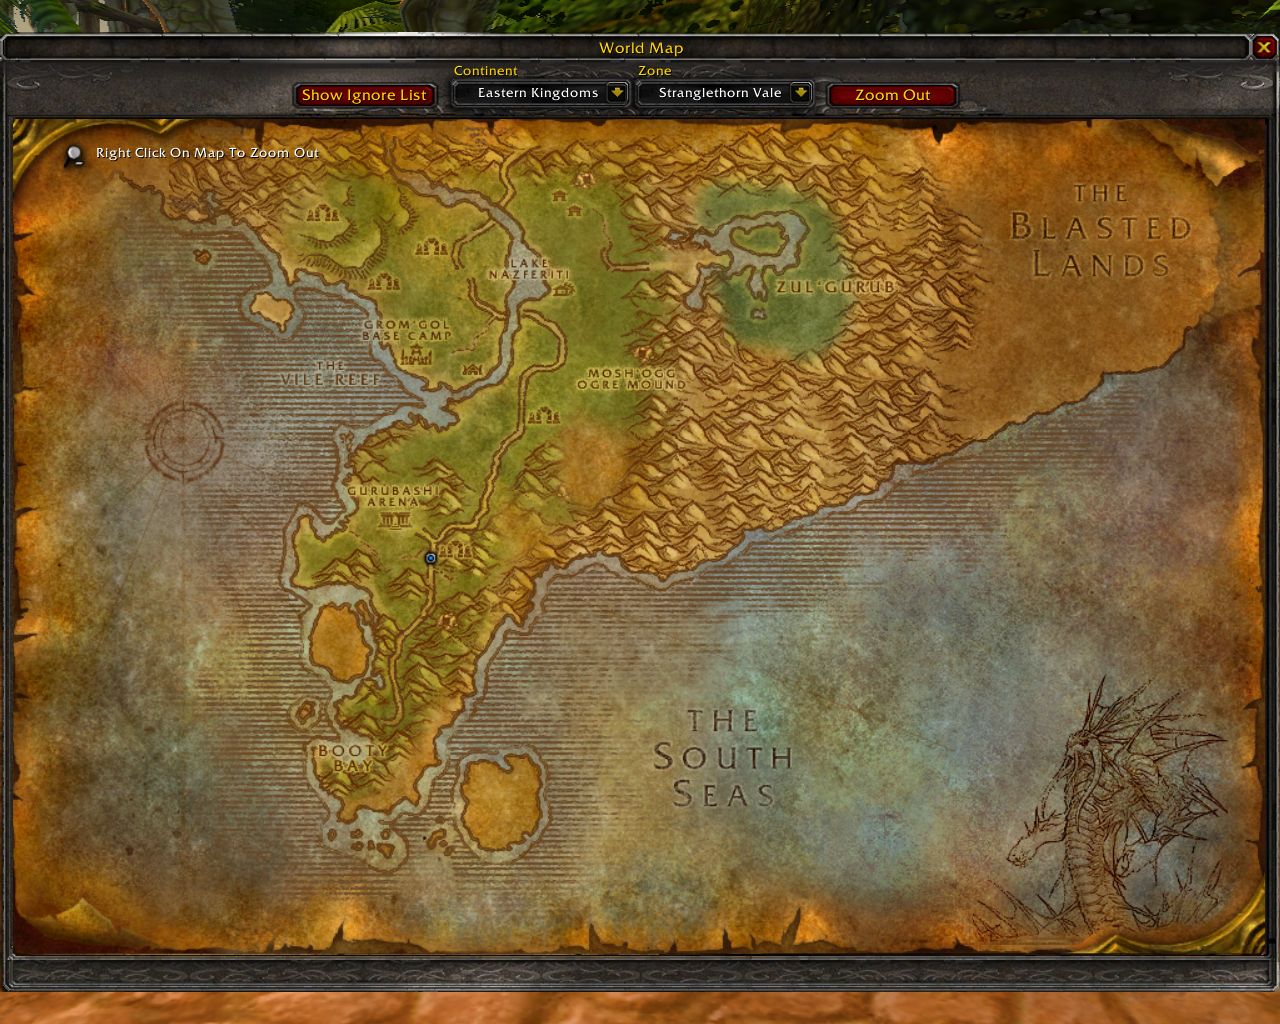 World Map
Continent
Zone
Show Ignore List
Eastern Kingdoms
Stranglethorn Vale
Zoom Out
Right Click On Map To Zoom Out
THE
BLASTED
LANDS
LAKE
NAZFERITI
ZUL'GURUB
GROM'GOL
BASE CAMP
THE
VILE REEF
MOSH'OGG
OGRE MOUND
GURUBASHI
ARENA
THE
SOUTH
SEAS
BOOTY
BAY